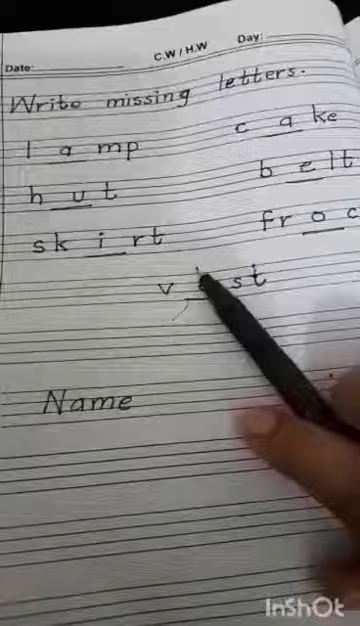 Date: C.W / H.W Day:
Write missing letters.
l a mp c a ke
h u t b e lt
sk i rt fr o c
v st
Name
InShOt